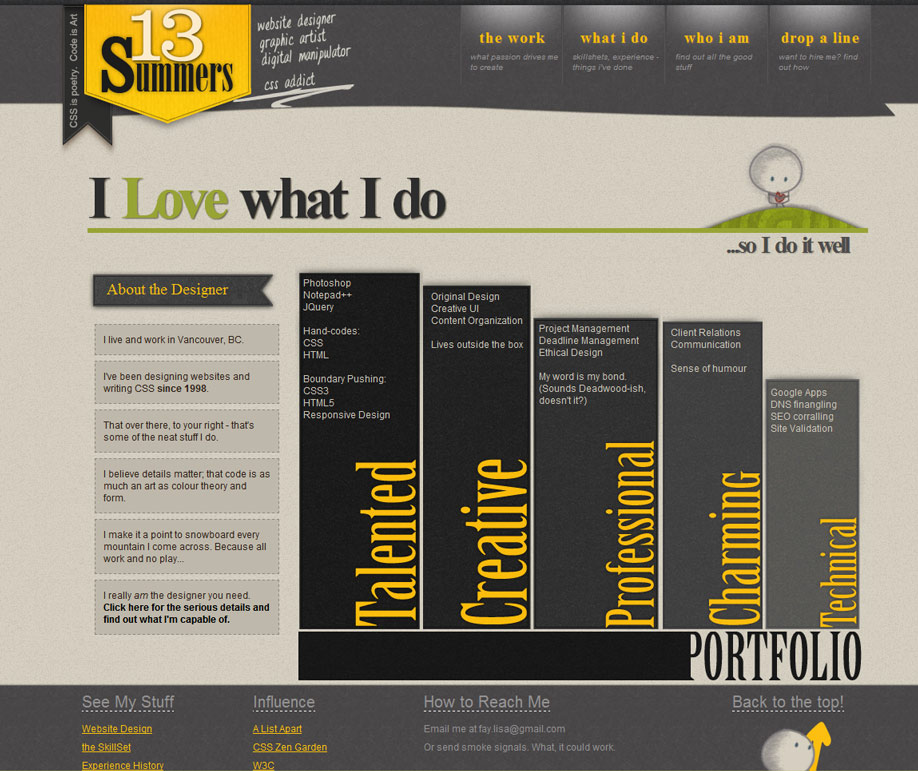 CSS is poetry. Code is Art
13
Summers
website designer
graphic artist
digital manipulator
css addict
the work
what passion drives me
to create
what i do
skillshets, experience -
things i've done
who i am
find out all the good
stuff
drop a line
want to hire me? find
out how
I Love what I do
...so I do it well
About the Designer
I live and work in Vancouver, BC.
I've been designing websites and
writing CSS since 1998.
That over there, to your right - that's
some of the neat stuff I do.
I believe details matter; that code is as
much an art as colour theory and
form.
I make it a point to snowboard every
mountain I come across. Because all
work and no play...
I really am the designer you need.
Click here for the serious details and
find out what I'm capable of.
Photoshop
Notepad++
JQuery
Hand-codes:
CSS
HTML
Boundary Pushing:
CSS3
HTML5
Responsive Design
Talented
Original Design
Creative UI
Content Organization
Lives outside the box
Creative
Project Management
Deadline Management
Ethical Design
My word is my bond.
(Sounds Deadwood-ish,
doesn't it?)
Professional
Client Relations
Communication
Sense of humour
Charming
Google Apps
DNS finangling
SEO corralling
Site Validation
Technical
PORTFOLIO
See My Stuff
Website Design
the SkillSet
Experience History
Influence
A List Apart
CSS Zen Garden
W3C
How to Reach Me
Email me at fay.lisa@gmail.com
Or send smoke signals. What, it could work.
Back to the top!